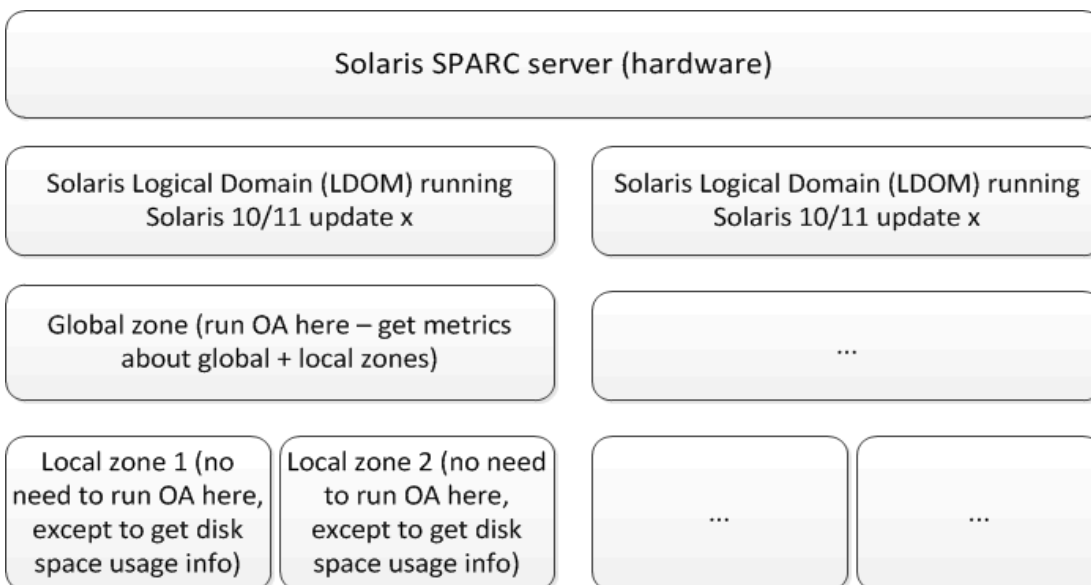 Solaris SPARC server (hardware)
Solaris Logical Domain (LDOM) running
Solaris 10/11 update x
Solaris Logical Domain (LDOM) running
Solaris 10/11 update x
Global zone (run OA here – get metrics
about global + local zones)
...
Local zone 1 (no
need to run OA here,
except to get disk
space usage info)
Local zone 2 (no need
to run OA here,
except to get disk
space usage info)
...
...